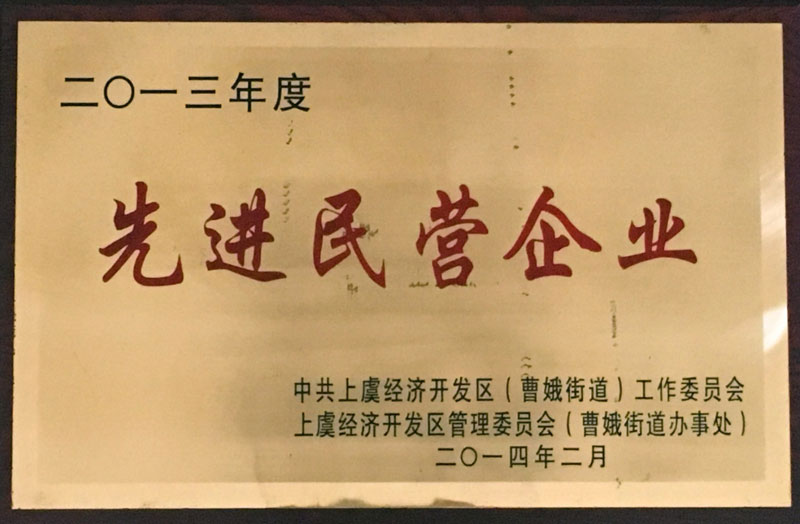 二〇一三年度
先进民营企业
中共上虞经济开发区（曹娥街道）工作委员会
上虞经济开发区管理委员会（曹娥街道办事处）
二〇一四年二月